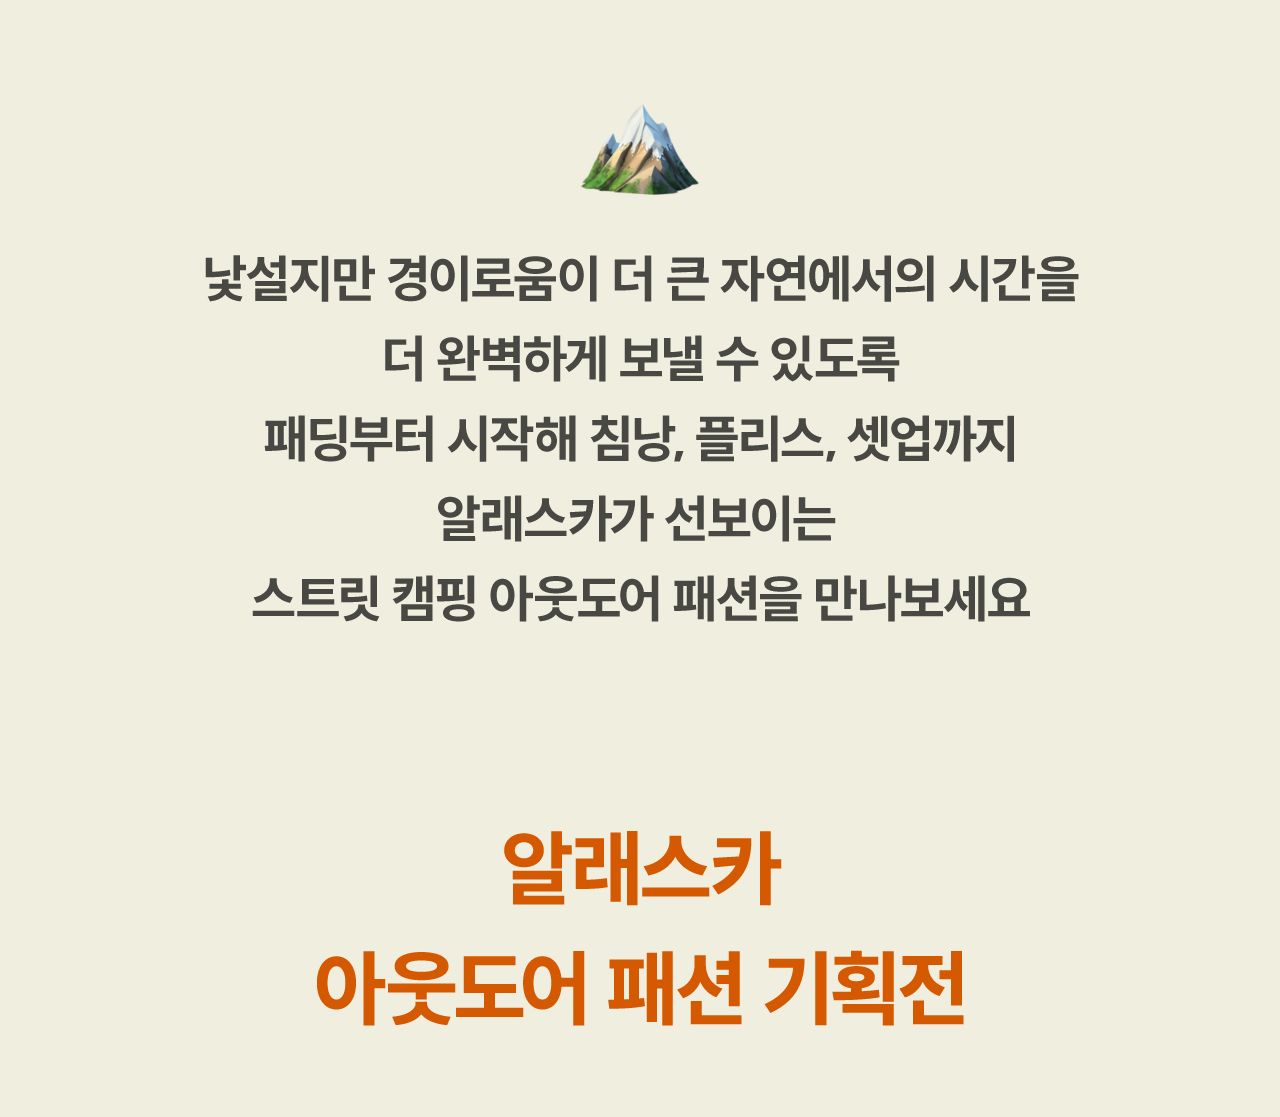 낯설지만 경이로움이 더 큰 자연에서의 시간을
더 완벽하게 보낼 수 있도록
패딩부터 시작해 침낭, 플리스, 셋업까지
알래스카가 선보이는
스트릿 캠핑 아웃도어 패션을 만나보세요
알래스카
아웃도어 패션 기획전